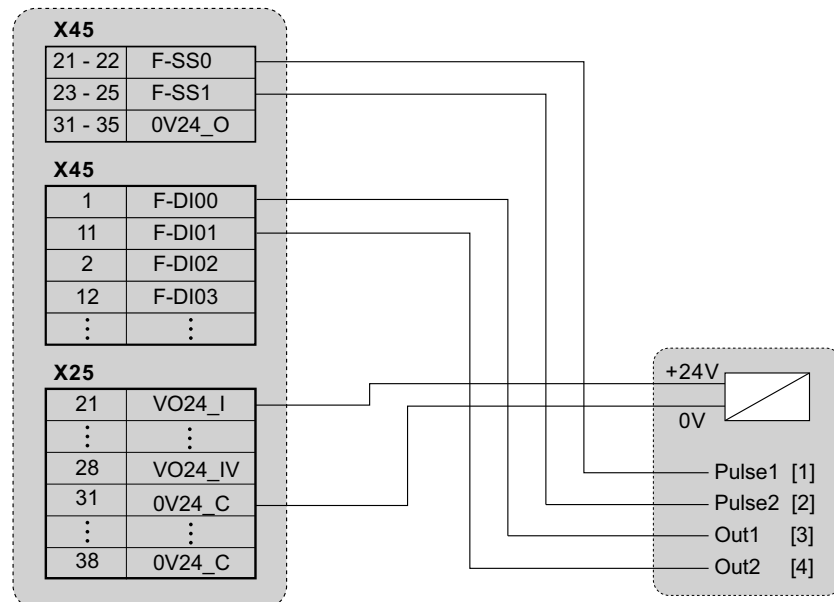 X45
21 - 22 F-SS0
23 - 25 F-SS1
31 - 35 0V24_O
X45
1 F-DI00
11 F-DI01
2 F-DI02
12 F-DI03
⋮ ⋮
X25
21 VO24_I
⋮ ⋮
28 VO24_IV
31 0V24_C
⋮ ⋮
38 0V24_C
+24V
0V
Pulse1 [1]
Pulse2 [2]
Out1 [3]
Out2 [4]